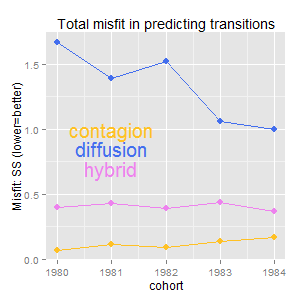 Total misfit in predicting transitions
Misfit: SS (lower=better)
1.5
1.0
0.5
0.0
contagion
diffusion
hybrid
1980 1981 1982 1983 1984
cohort